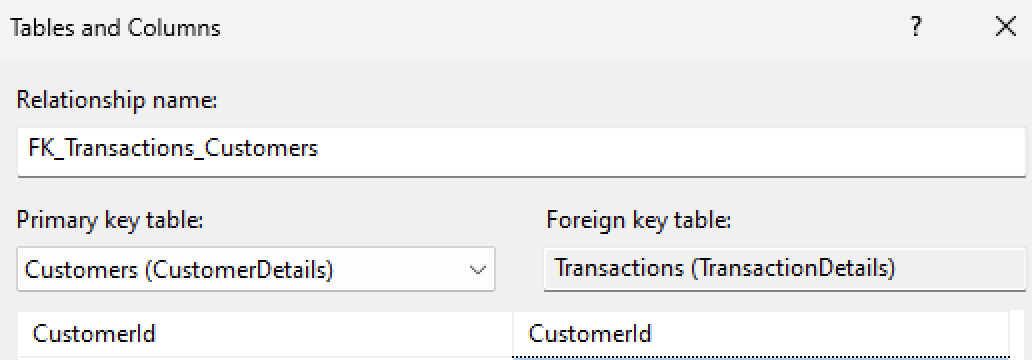 Tables and Columns ?
Relationship name:
FK_Transactions_Customers
Primary key table: Foreign key table:
Customers (CustomerDetails) Transactions (TransactionDetails)
CustomerId CustomerId